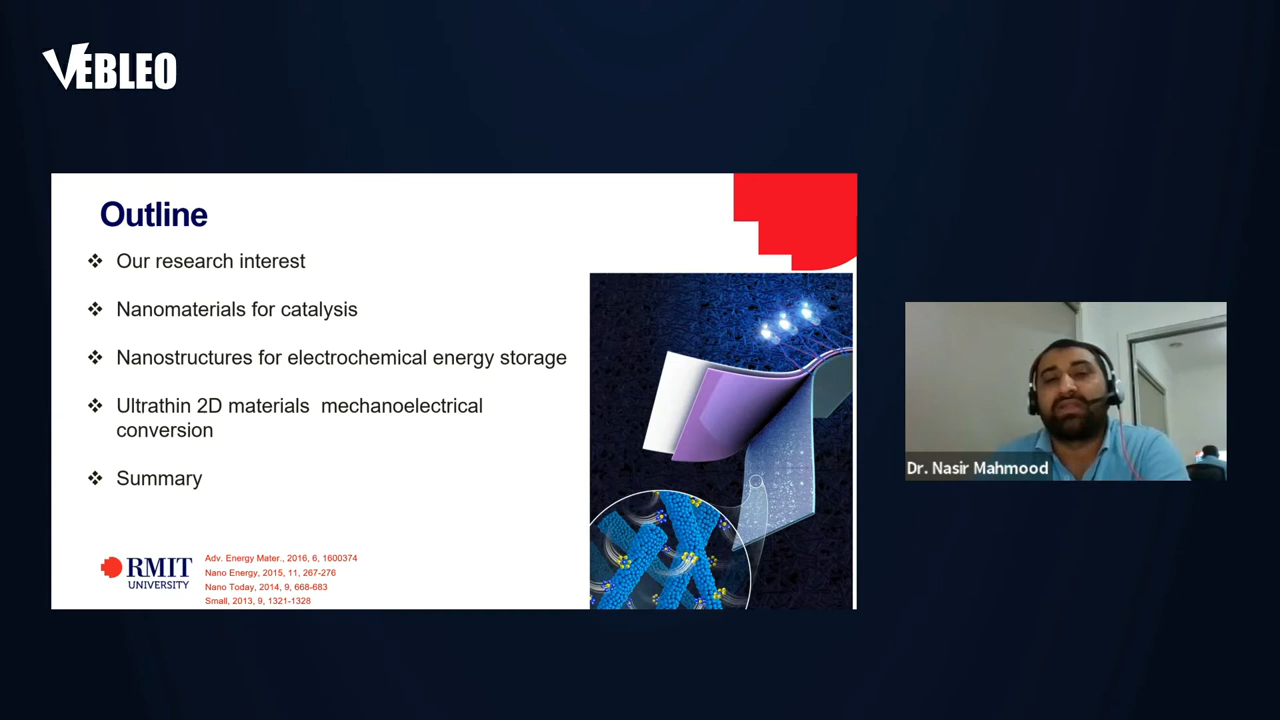 VEBLEO
Outline
❖ Our research interest
❖ Nanomaterials for catalysis
❖ Nanostructures for electrochemical energy storage
❖ Ultrathin 2D materials  mechanoelectrical
conversion
❖ Summary
RMIT
UNIVERSITY
Adv. Energy Mater., 2016, 6, 1600374
Nano Energy, 2015, 11, 267-276
Nano Today, 2014, 9, 668-683
Small, 2013, 9, 1321-1328
Dr. Nasir Mahmood